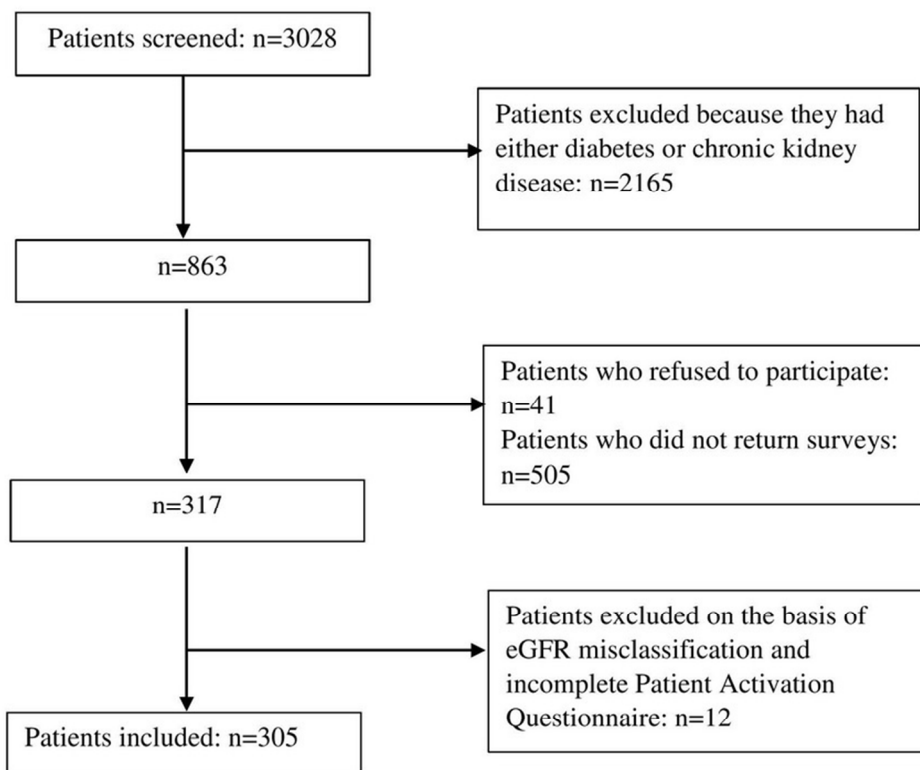 Patients screened: n=3028
Patients excluded because they had
either diabetes or chronic kidney
disease: n=2165
n=863
Patients who refused to participate:
n=41
Patients who did not return surveys:
n=505
n=317
Patients excluded on the basis of
eGFR misclassification and
incomplete Patient Activation
Questionnaire: n=12
Patients included: n=305